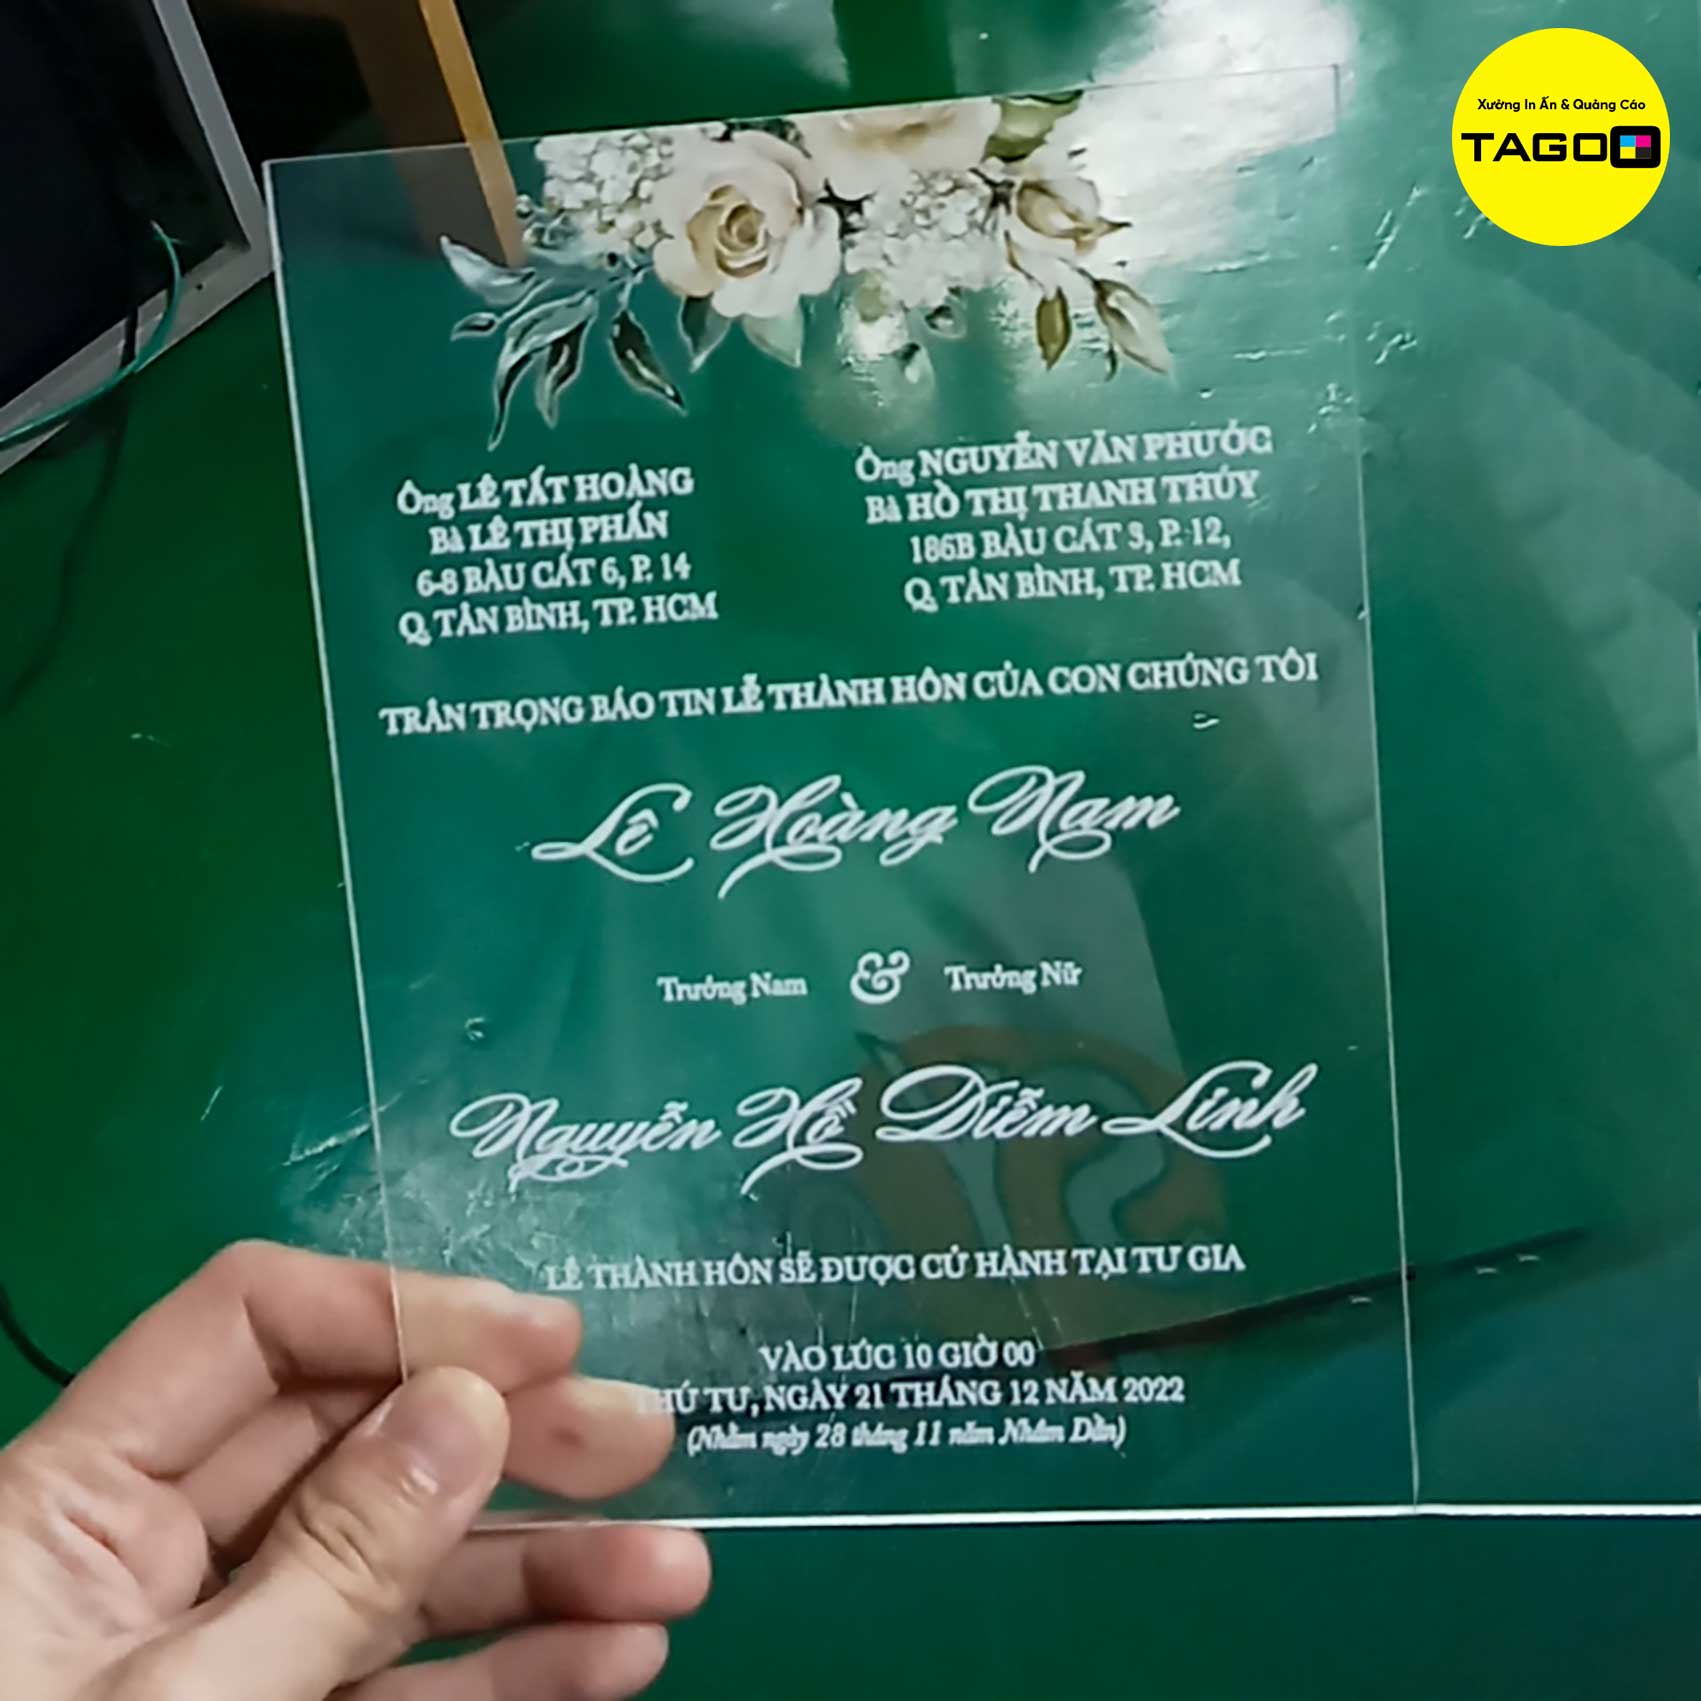 Xưởng In Ấn & Quảng Cáo
TAGO
Ông LÊ TẤT HOÀNG
Bà LÊ THỊ PHẤN
6-8 BÀU CÁT 6, P. 14
Q. TÂN BÌNH, TP. HCM
Ông NGUYỄN VĂN PHƯỚC
Bà HỒ THỊ THANH THÚY
186B BÀU CÁT 3, P. 12,
Q. TÂN BÌNH, TP. HCM
TRÂN TRỌNG BÁO TIN LỄ THÀNH HÔN CỦA CON CHÚNG TÔI
Lê Hoàng Nam
Trưởng Nam & Trưởng Nữ
Nguyễn Hồ Diễm Linh
LỄ THÀNH HÔN SẼ ĐƯỢC CỬ HÀNH TẠI TƯ GIA
VÀO LÚC 10 GIỜ 00
THỨ TƯ, NGÀY 21 THÁNG 12 NĂM 2022
(Nhằm ngày 28 tháng 11 năm Nhâm Dần)